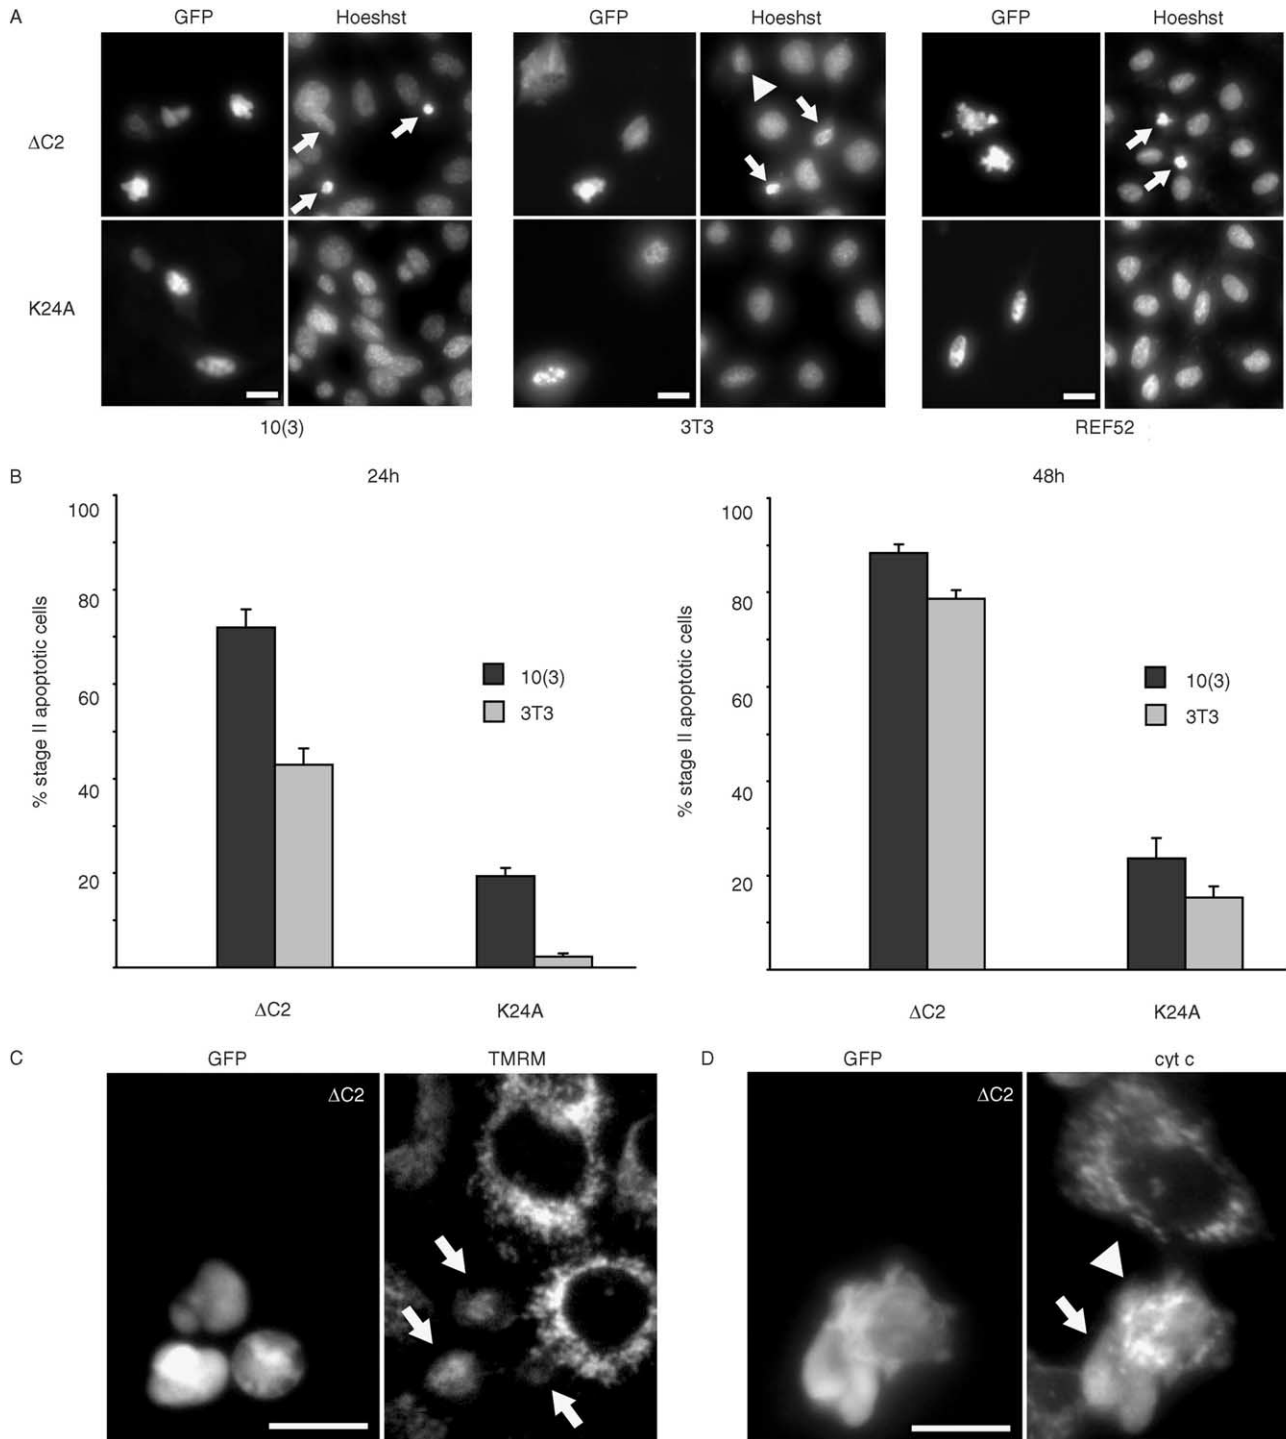 A
GFP Hoeshst GFP Hoeshst GFP Hoeshst
ΔC2
K24A
10(3) 3T3 REF52
B
24h 48h
100
80
60
40
20
% stage II apoptotic cells
10(3)
3T3
ΔC2 K24A
100
80
60
40
20
% stage II apoptotic cells
10(3)
3T3
ΔC2 K24A
C GFP TMRM
ΔC2
D GFP cyt c
ΔC2